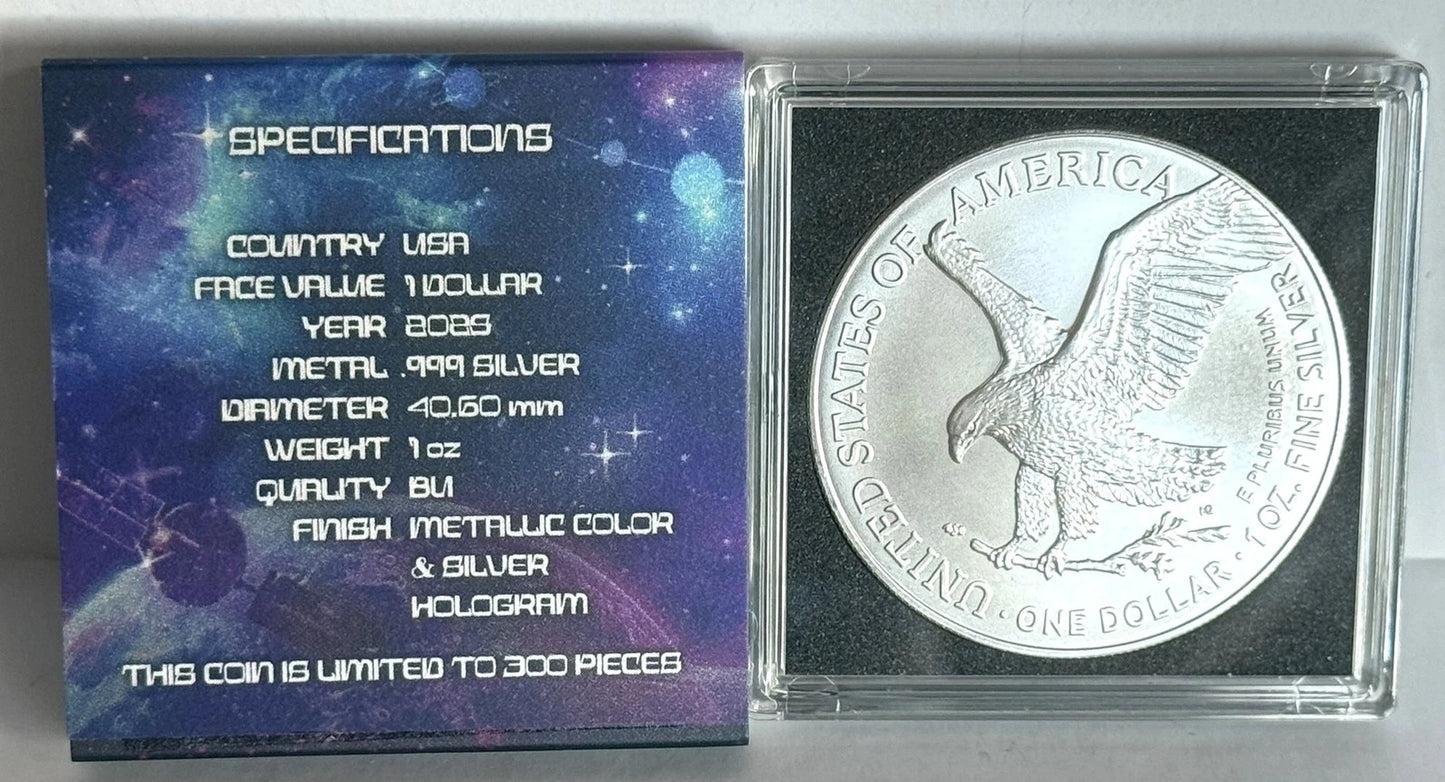 SPECIFICATIONS
COUNTRY USA
FACE VALUE 1 DOLLAR
YEAR 2025
METAL .999 SILVER
DIAMETER 40.60 mm
WEIGHT 1 oz
QUALITY BU
FINISH METALLIC COLOR
& SILVER
HOLOGRAM
THIS COIN IS LIMITED TO 300 PIECES
UNITED STATES OF AMERICA
E PLURIBUS UNUM
1 OZ. FINE SILVER · ONE DOLLAR ·